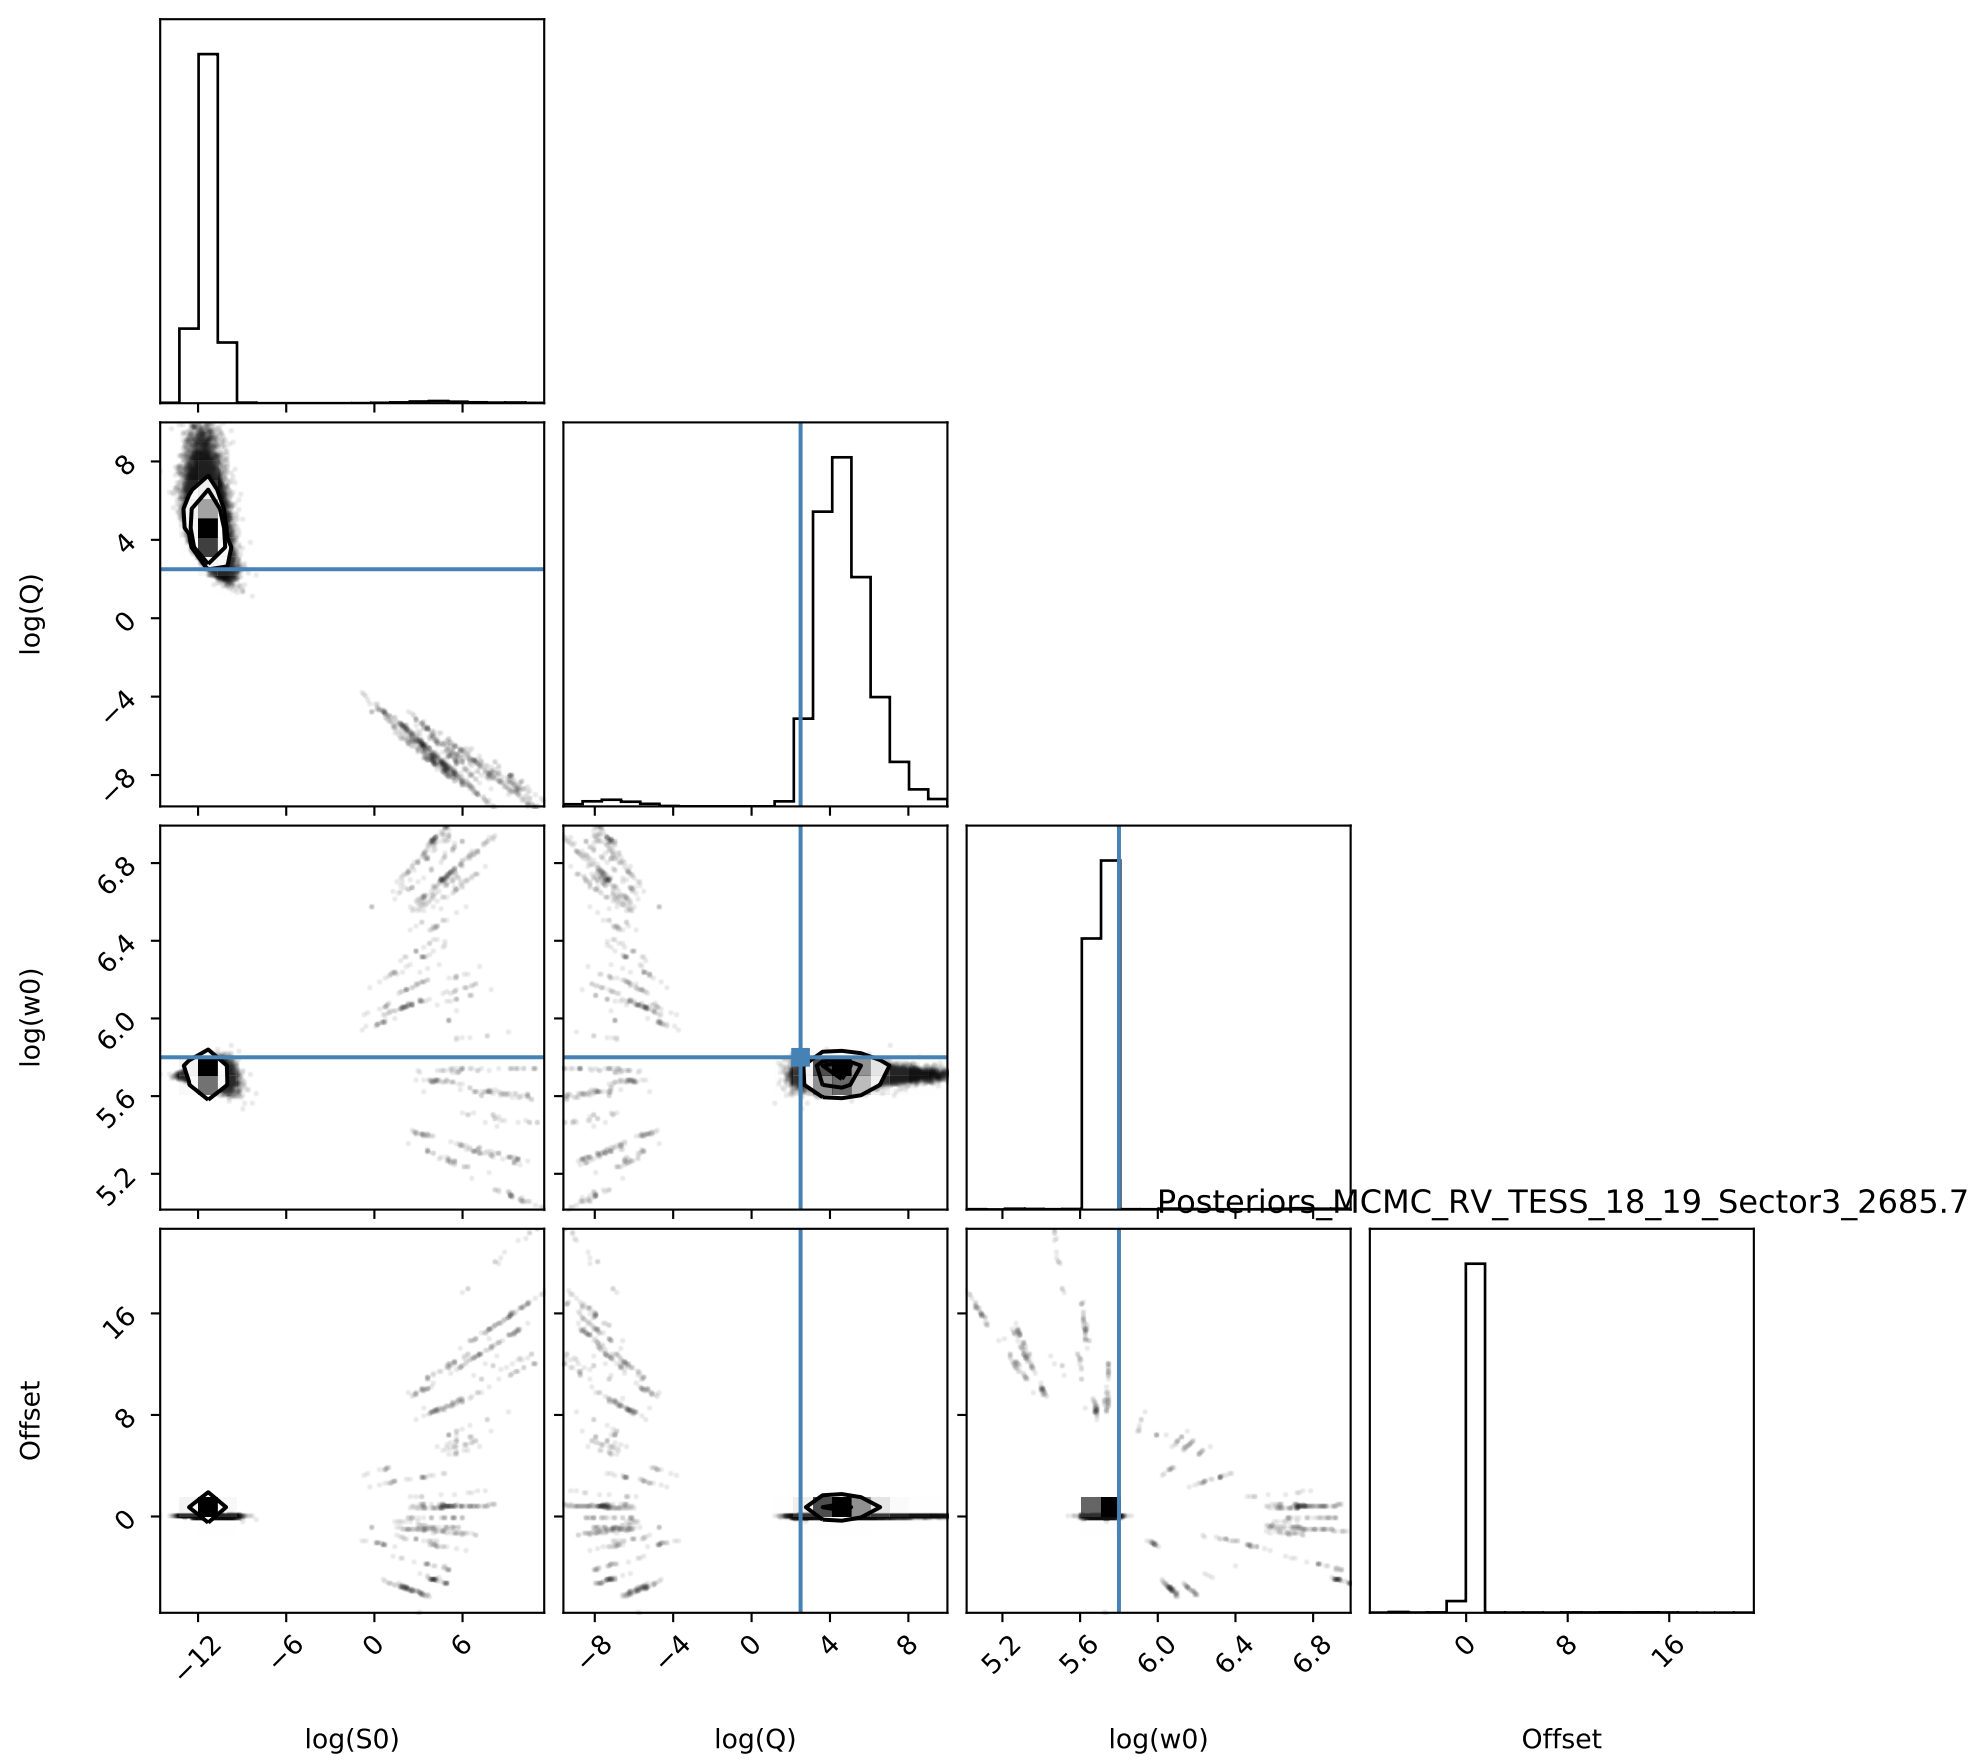 8
4
0
−4
−8
log(Q)
6.8
6.4
6.0
5.6
5.2
log(w0)
Posteriors_MCMC_RV_TESS_18_19_Sector3_2685.7
16
8
0
Offset
−12 −6 0 6
−8 −4 0 4 8
5.2 5.6 6.0 6.4 6.8
0 8 16
log(S0) log(Q) log(w0) Offset